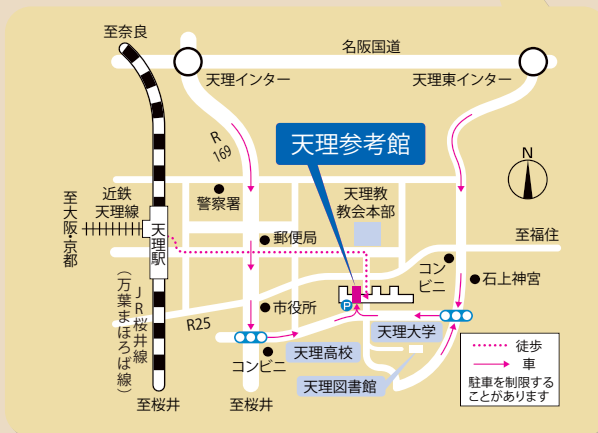 至奈良
名阪国道
天理インター
天理東インター
R
169
天理参考館
N
警察署
天理教
教会本部
近鉄
天理線
至大阪・京都
天理駅
郵便局
至福住
コン
ビニ
石上神宮
P
市役所
R25
天理大学
JR桜井線
（万葉まほろば線）
天理高校
コンビニ
天理図書館
徒歩
車
駐車を制限する
ことがあります
至桜井
至桜井